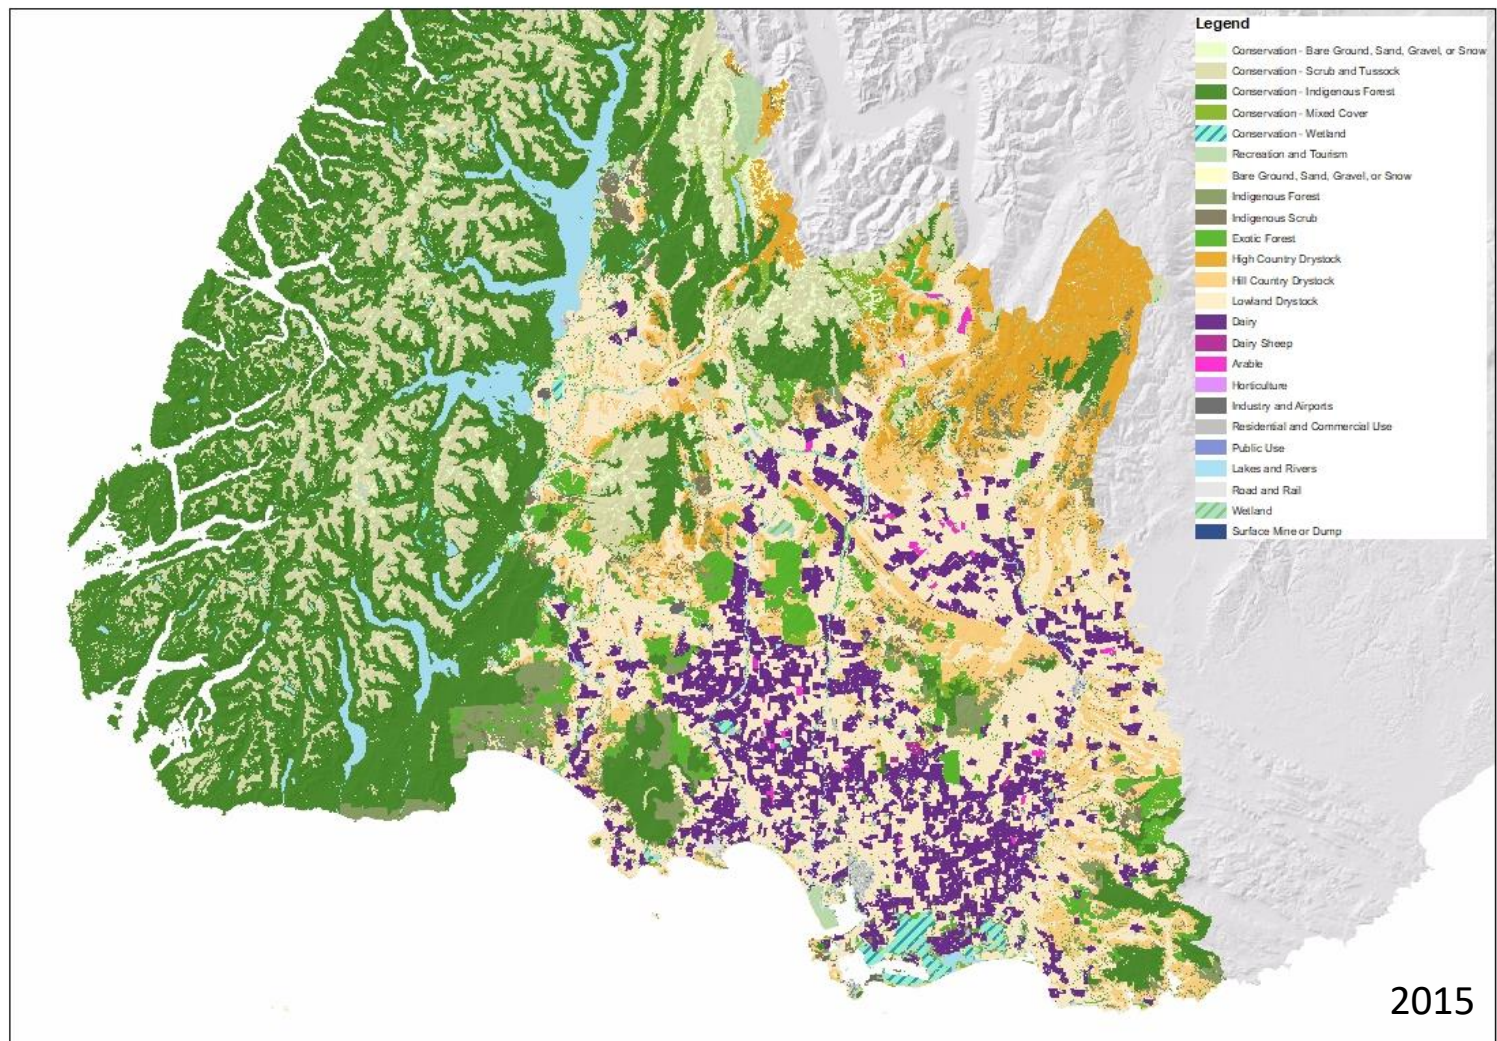 Legend
Conservation - Bare Ground, Sand, Gravel, or Snow
Conservation - Scrub and Tussock
Conservation - Indigenous Forest
Conservation - Mixed Cover
Conservation - Wetland
Recreation and Tourism
Bare Ground, Sand, Gravel, or Snow
Indigenous Forest
Indigenous Scrub
Exotic Forest
High Country Drystock
Hill Country Drystock
Lowland Drystock
Dairy
Dairy Sheep
Arable
Horticulture
Industry and Airports
Residential and Commercial Use
Public Use
Lakes and Rivers
Road and Rail
Wetland
Surface Mine or Dump
2015